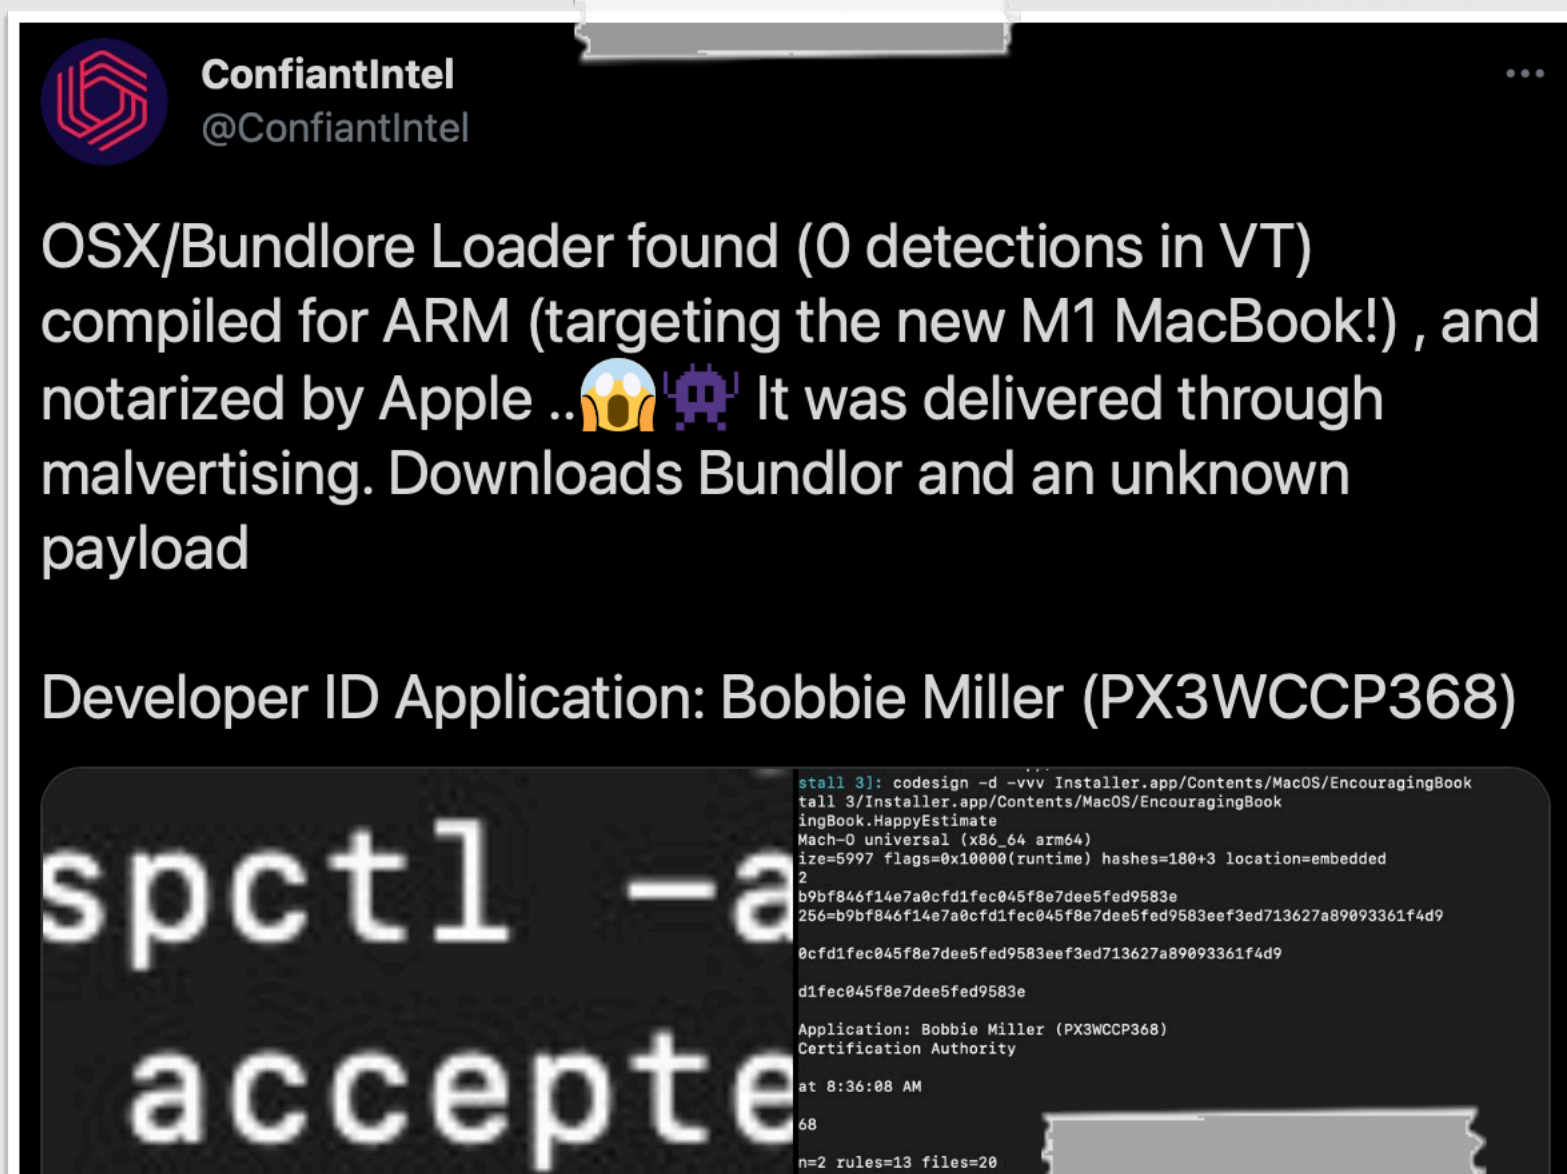 ConfiantIntel
@ConfiantIntel
OSX/Bundlore Loader found (0 detections in VT)
compiled for ARM (targeting the new M1 MacBook!) , and
notarized by Apple ..😱👾 It was delivered through
malvertising. Downloads Bundlor and an unknown
payload
Developer ID Application: Bobbie Miller (PX3WCCP368)
spctl -a
accepte
stall 3]: codesign -d -vvv Installer.app/Contents/MacOS/EncouragingBook
tall 3/Installer.app/Contents/MacOS/EncouragingBook
ingBook.HappyEstimate
Mach-O universal (x86_64 arm64)
ize=5997 flags=0x10000(runtime) hashes=180+3 location=embedded
2
b9bf846f14e7a0cfd1fec045f8e7dee5fed9583e
256=b9bf846f14e7a0cfd1fec045f8e7dee5fed9583eef3ed713627a89093361f4d9
0cfd1fec045f8e7dee5fed9583eef3ed713627a89093361f4d9
d1fec045f8e7dee5fed9583e
Application: Bobbie Miller (PX3WCCP368)
Certification Authority
at 8:36:08 AM
68
n=2 rules=13 files=20